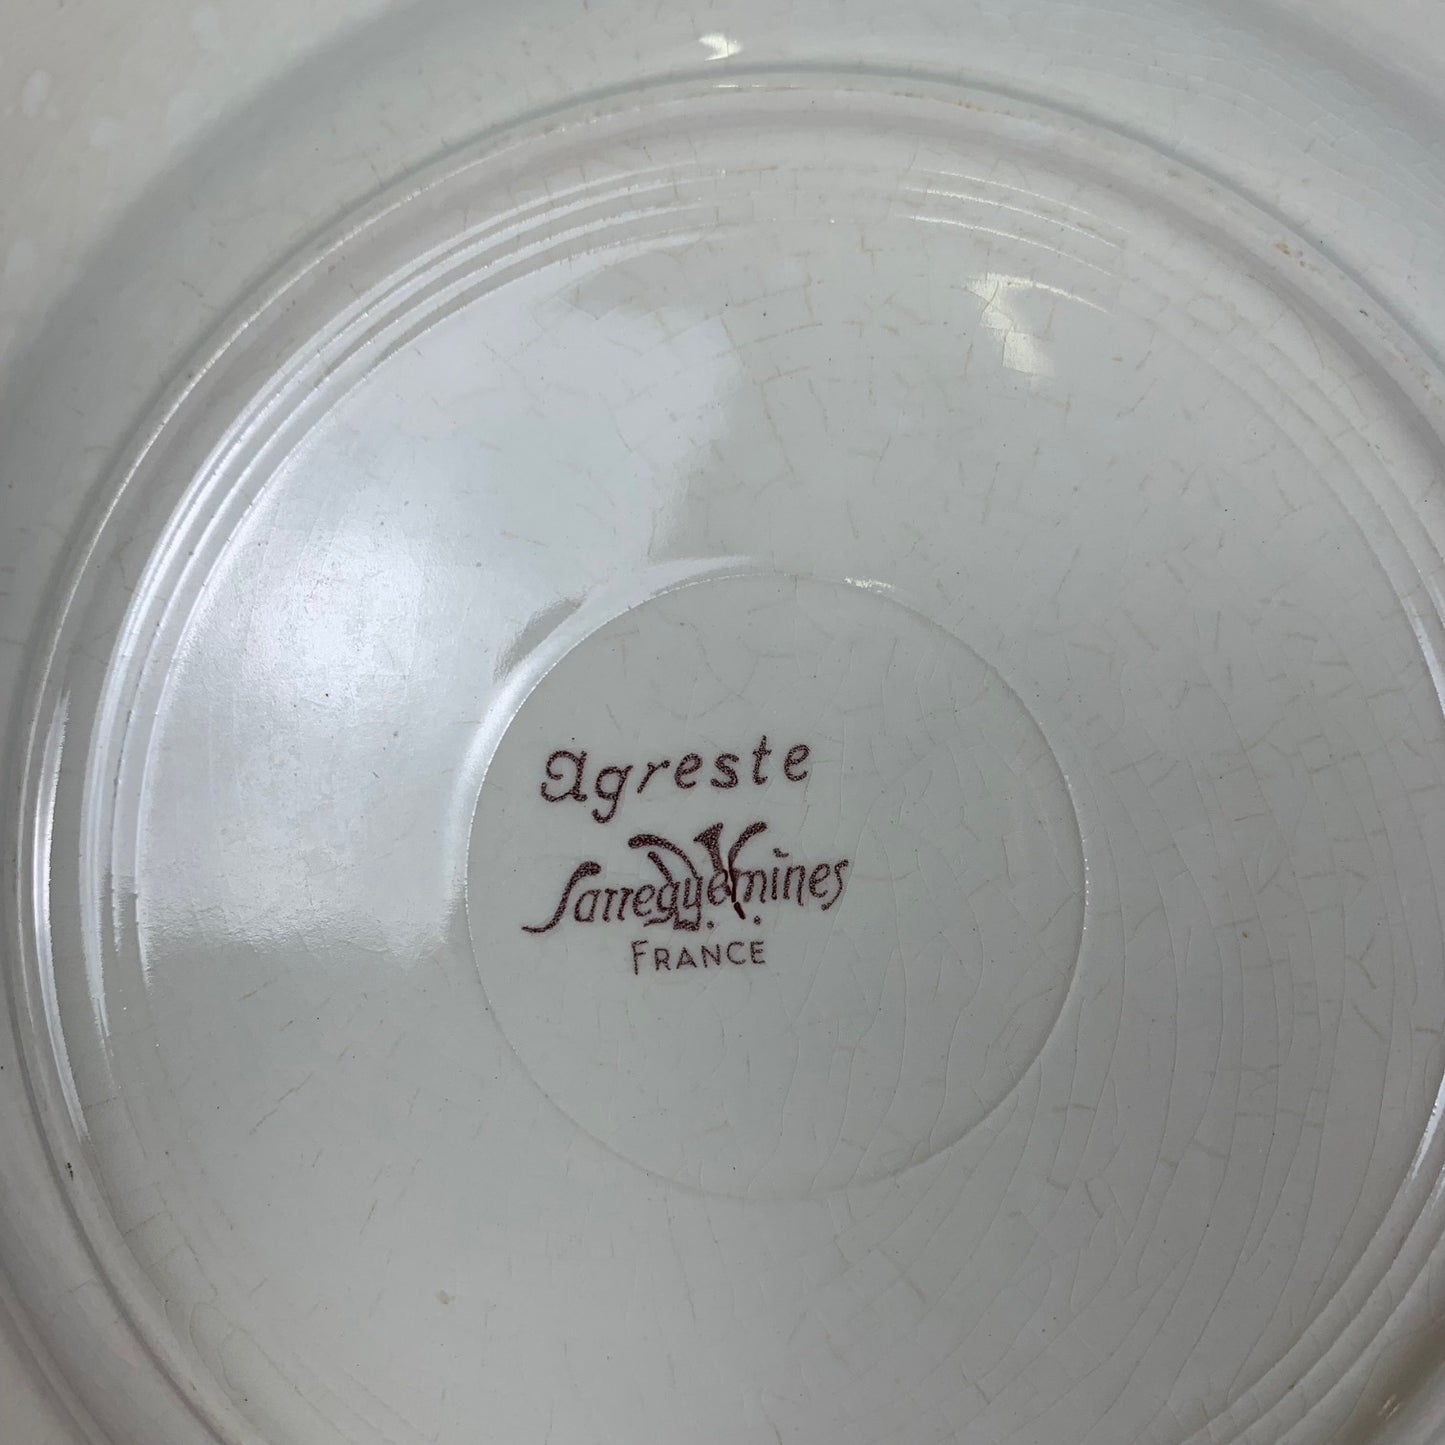 agreste
Sarreguemines
D.V.
FRANCE